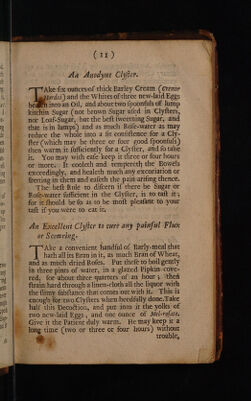 ( 21 )
An Anodyne Clyster.
Take six ounces of thick Barley Cream (Cremor
Hordei) and the Whites of three new-laid Eggs
beaten into an Oil, and about two spoonfuls of lump
kitchin Sugar (not brown Sugar used in Clysters,
nor Loaf-Sugar, but the best sweetning Sugar, and
that is in lumps) and as much Rose-water as may
reduce the whole into a fit consistence for a Cly-
ster (which may be three or four good spoonfuls)
then warm it sufficiently for a Clyster, and so take
it. You may with ease keep it three or four hours
or more. It cooleth and tempereth the Bowels
exceedingly, and healeth much any excoriation or
fretting in them and easeth the pain arising thence.
The best Rule to discern if there be Sugar or
Rose-water sufficient in the Clyster, is to tast it;
for it should be so as to be most pleasant to your
tast if you were to eat it.
An Excellent Clyster to cure any painful Flux
or Scowring.
Take a convenient handful of Barly-meal that
hath all its Bran in it, as much Bran of Wheat,
and as much dried Roses. Put these to boil gently
in three pints of water, in a glazed Pipkin cove-
red, for about three quarters of an hour; then
strain hard through a linen-cloth all the liquor with
the slimy substance that comes out with it. This is
enough for two Clysters when heedfully done. Take
half this Decoction, and put into it the yolks of
two new-laid Eggs, and one ounce of Mel-rosate.
Give it the Patient duly warm. He may keep it a
long time (two or three or four hours) without
trouble,